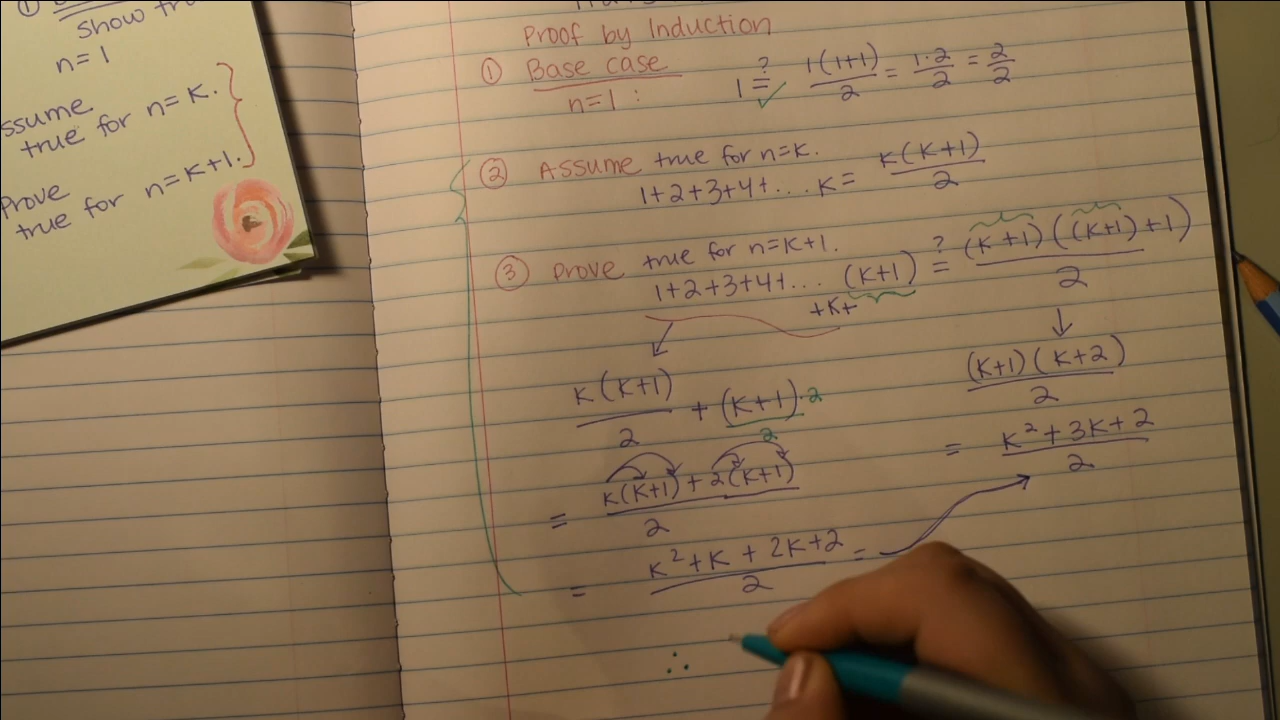 ①
Show tr
n=1
ssume
true for n=K.
Prove
true for n=K+1.
Proof by Induction
① Base case
n=1 :
1 ?= 1(1+1)/2 = 1·2/2 = 2/2
② Assume true for n=K.
1+2+3+4+... K = K(K+1)/2
③ Prove true for n=K+1.
1+2+3+4+... +K+ (K+1) ?= (K+1)((K+1)+1)/2
K(K+1)/2 + (K+1)·2/2
(K+1)(K+2)/2
= K(K+1)+2(K+1)/2
= K²+3K+2/2
= K²+K+2K+2/2 =
∴